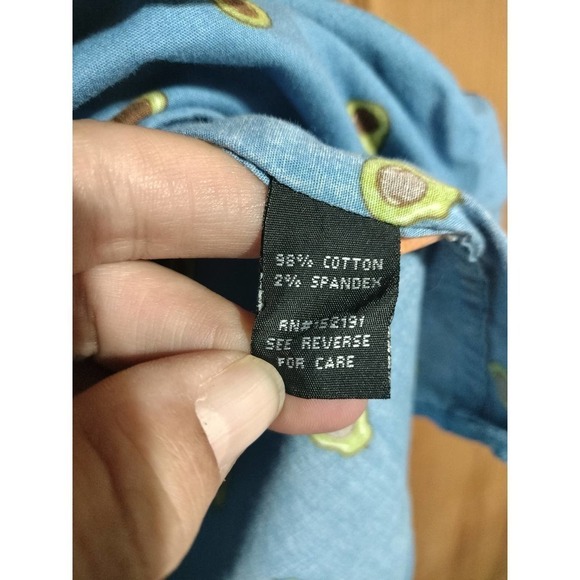 98% COTTON
2% SPANDEX
RN#152191
SEE REVERSE
FOR CARE